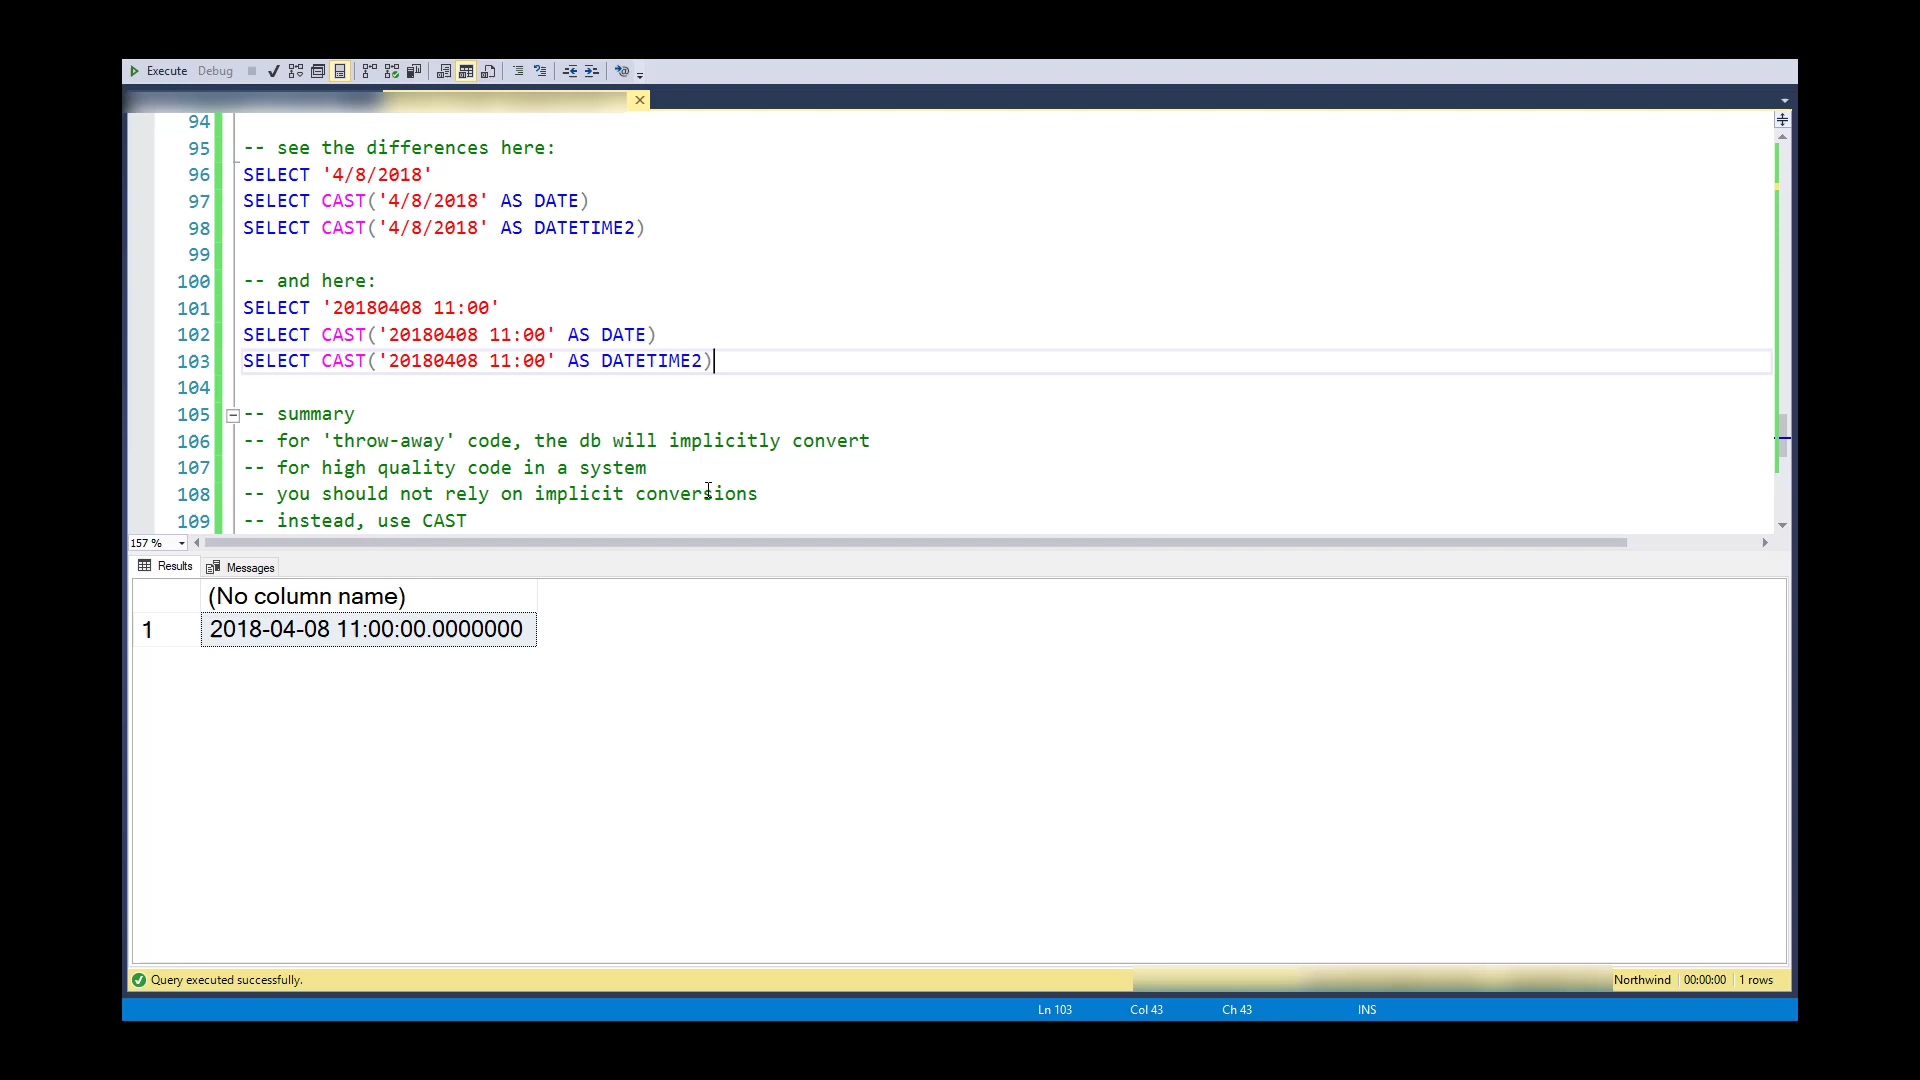 Execute Debug
94
95 -- see the differences here:
96 SELECT '4/8/2018'
97 SELECT CAST('4/8/2018' AS DATE)
98 SELECT CAST('4/8/2018' AS DATETIME2)
99
100 -- and here:
101 SELECT '20180408 11:00'
102 SELECT CAST('20180408 11:00' AS DATE)
103 SELECT CAST('20180408 11:00' AS DATETIME2)
104
105 -- summary
106 -- for 'throw-away' code, the db will implicitly convert
107 -- for high quality code in a system
108 -- you should not rely on implicit conversions
109 -- instead, use CAST
157 %
Results Messages
(No column name)
1 2018-04-08 11:00:00.0000000
Query executed successfully. Northwind 00:00:00 1 rows
Ln 103 Col 43 Ch 43 INS